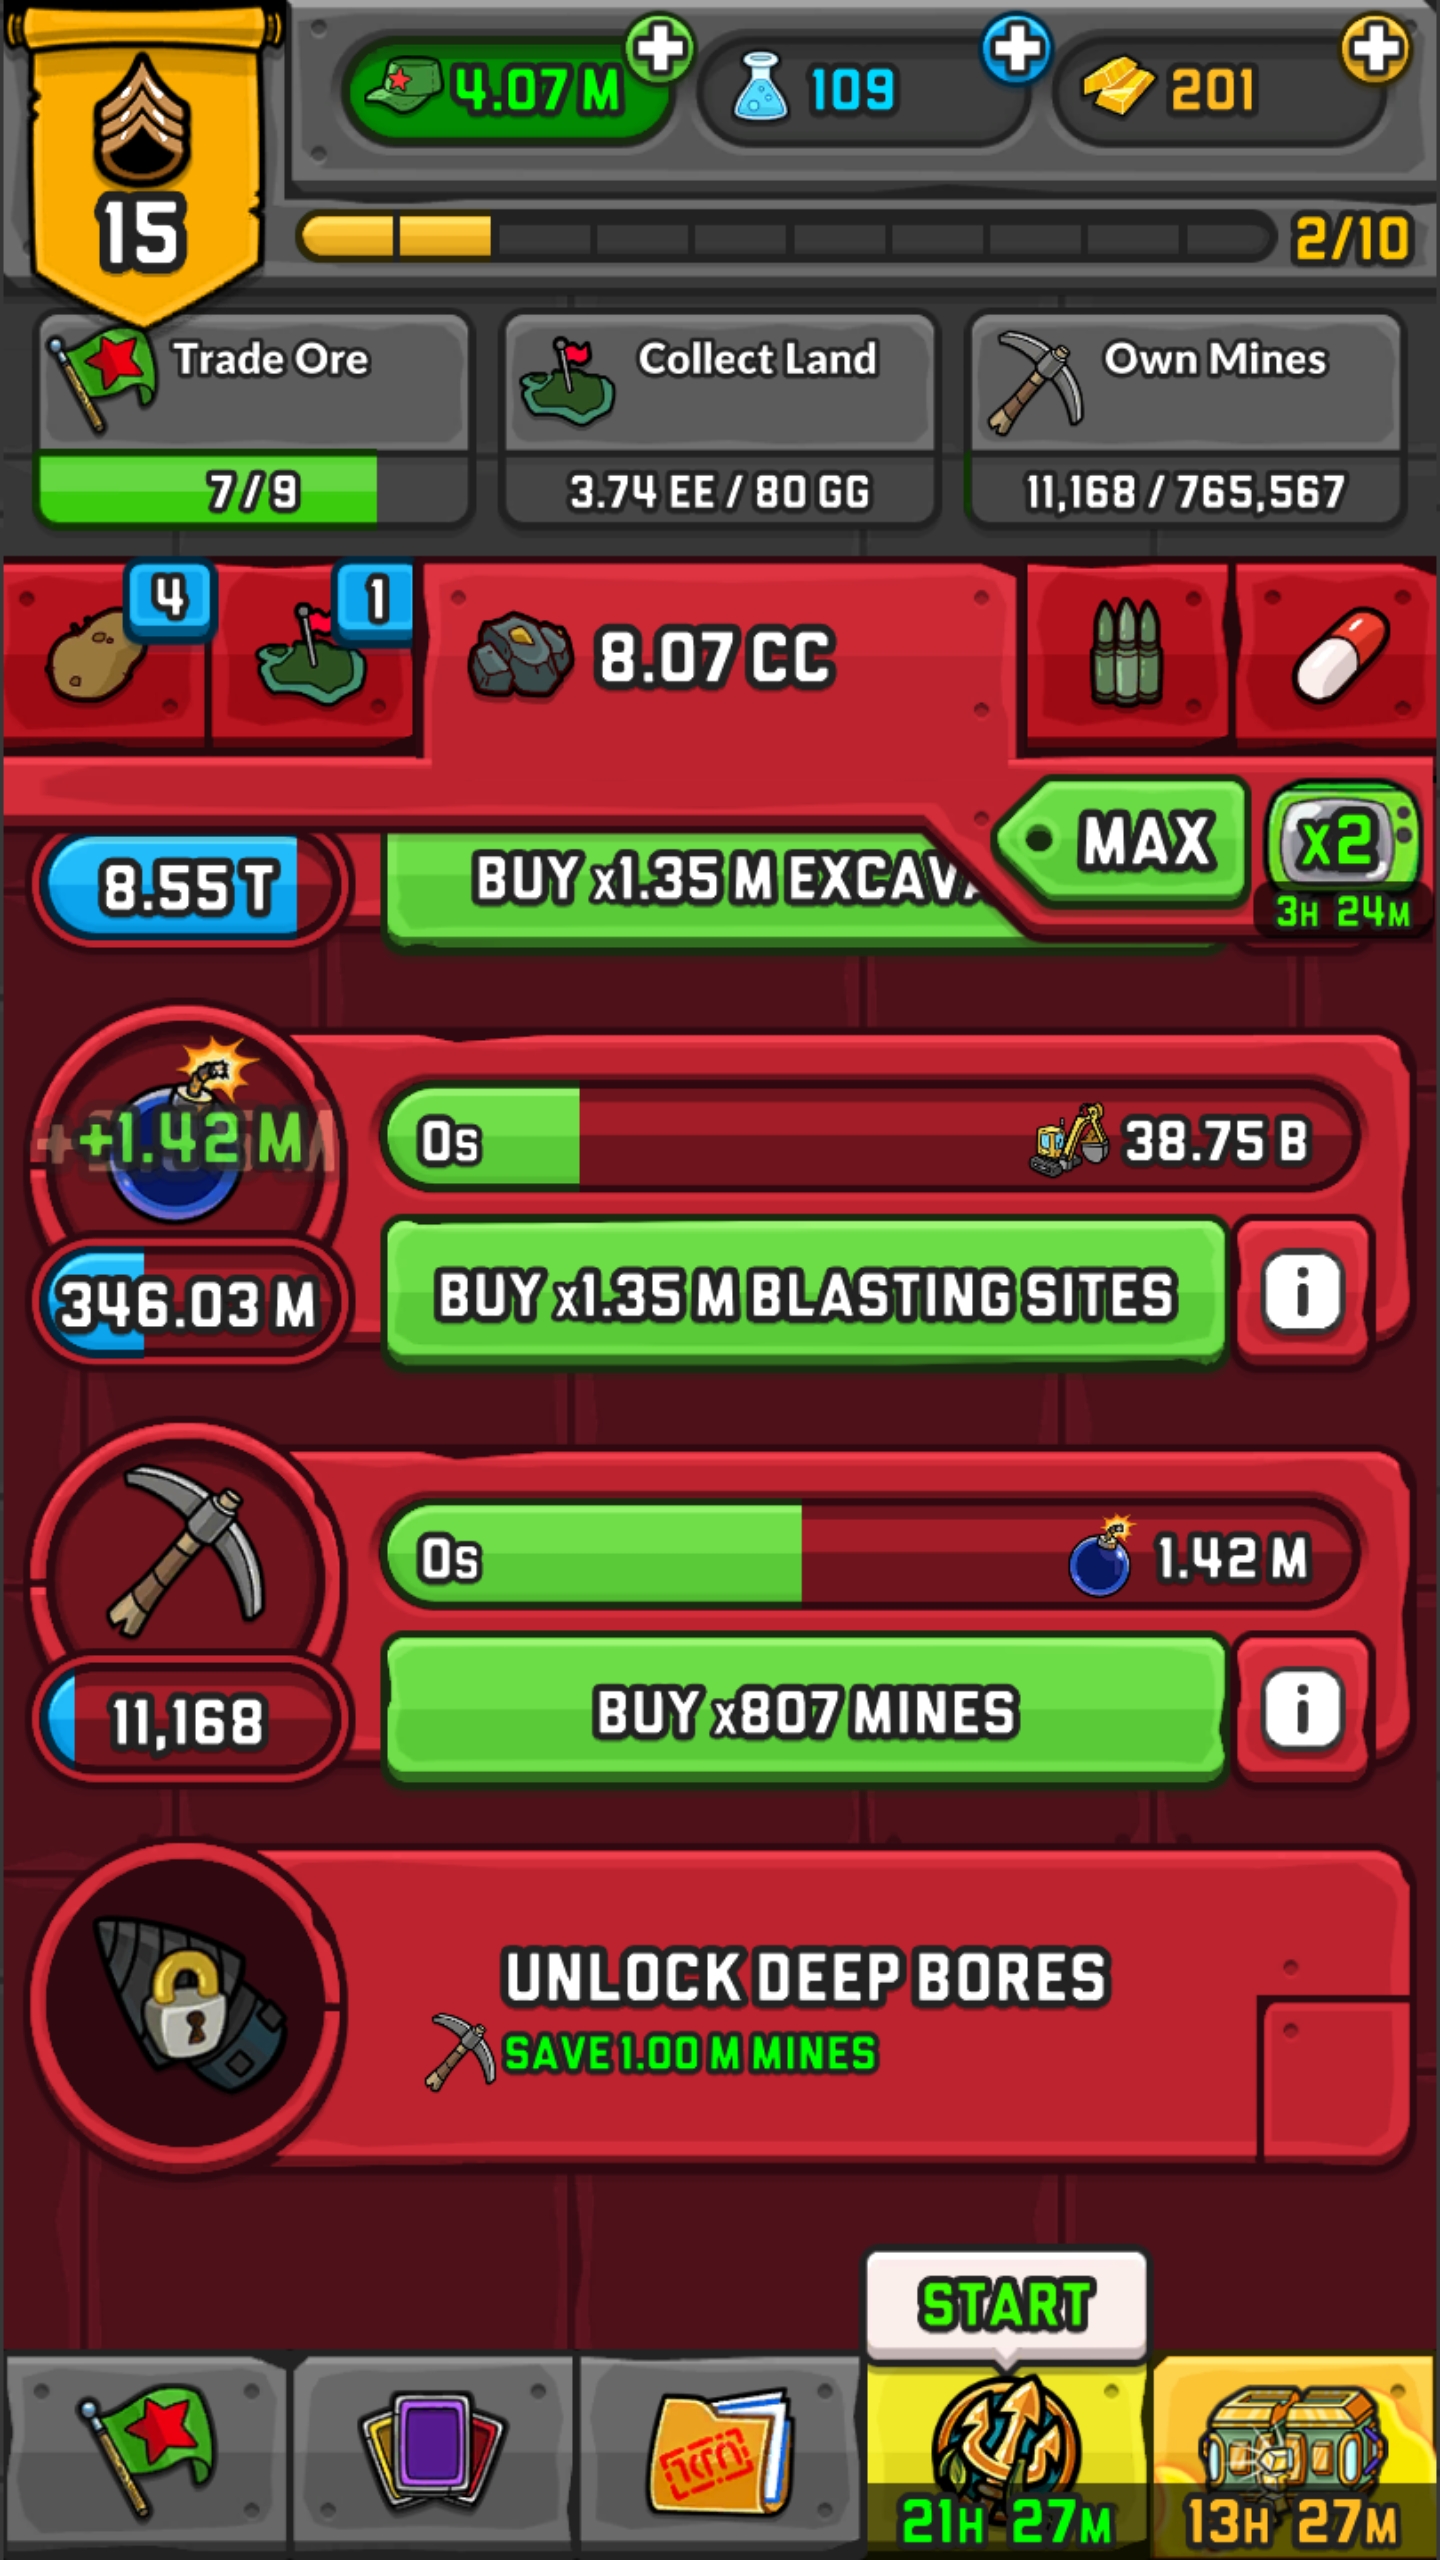 4.07 M
109
201
15
2/10
Trade Ore
Collect Land
Own Mines
7/9
3.74 EE / 80 GG
11,168 / 765,567
4
1
8.07 CC
MAX
x2
3H 24M
8.55 T
BUY x1.35 M EXCAV
+1.42 M
0s
38.75 B
346.03 M
BUY x1.35 M BLASTING SITES
i
0s
1.42 M
11,168
BUY x807 MINES
i
UNLOCK DEEP BORES
SAVE 1.00 M MINES
START
21H 27M
13H 27M